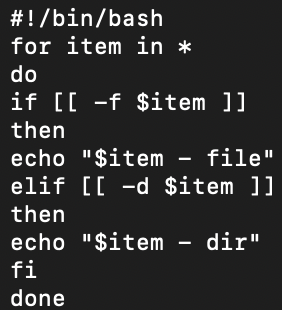 #!/bin/bash
for item in *
do
if [[ -f $item ]]
then
echo "$item - file"
elif [[ -d $item ]]
then
echo "$item - dir"
fi
done